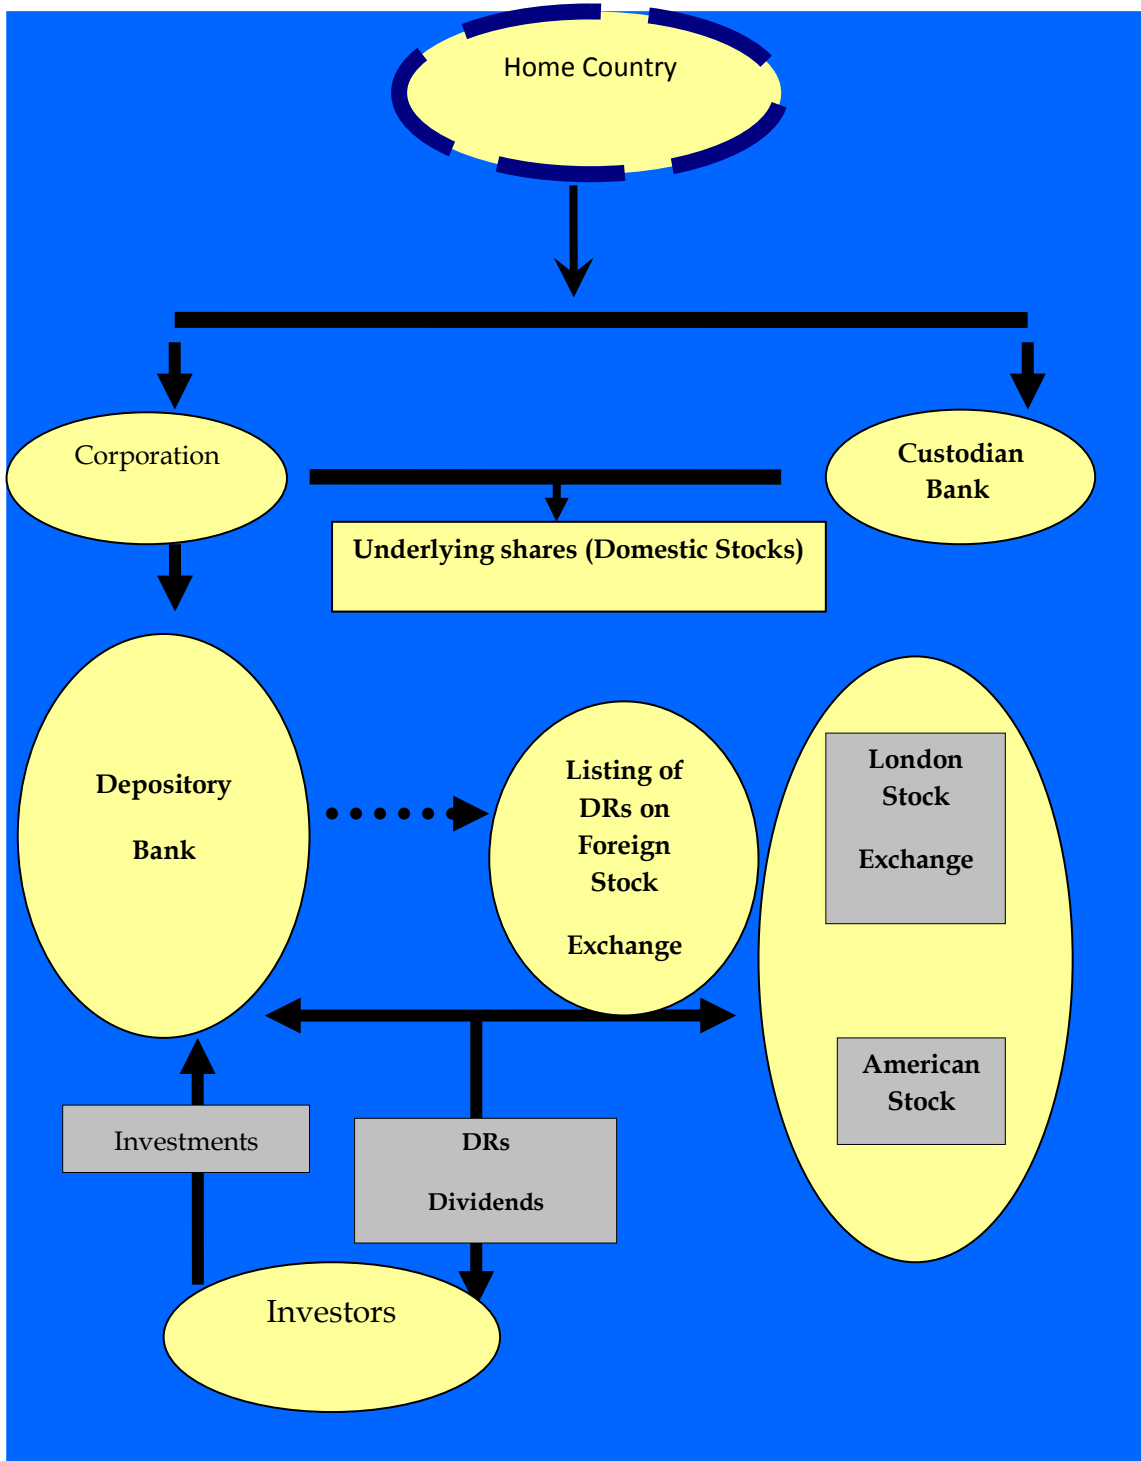 Home Country
Corporation
Custodian
Bank
Underlying shares (Domestic Stocks)
Depository
Bank
Listing of
DRs on
Foreign
Stock
Exchange
London
Stock
Exchange
American
Stock
Investments
DRs
Dividends
Investors